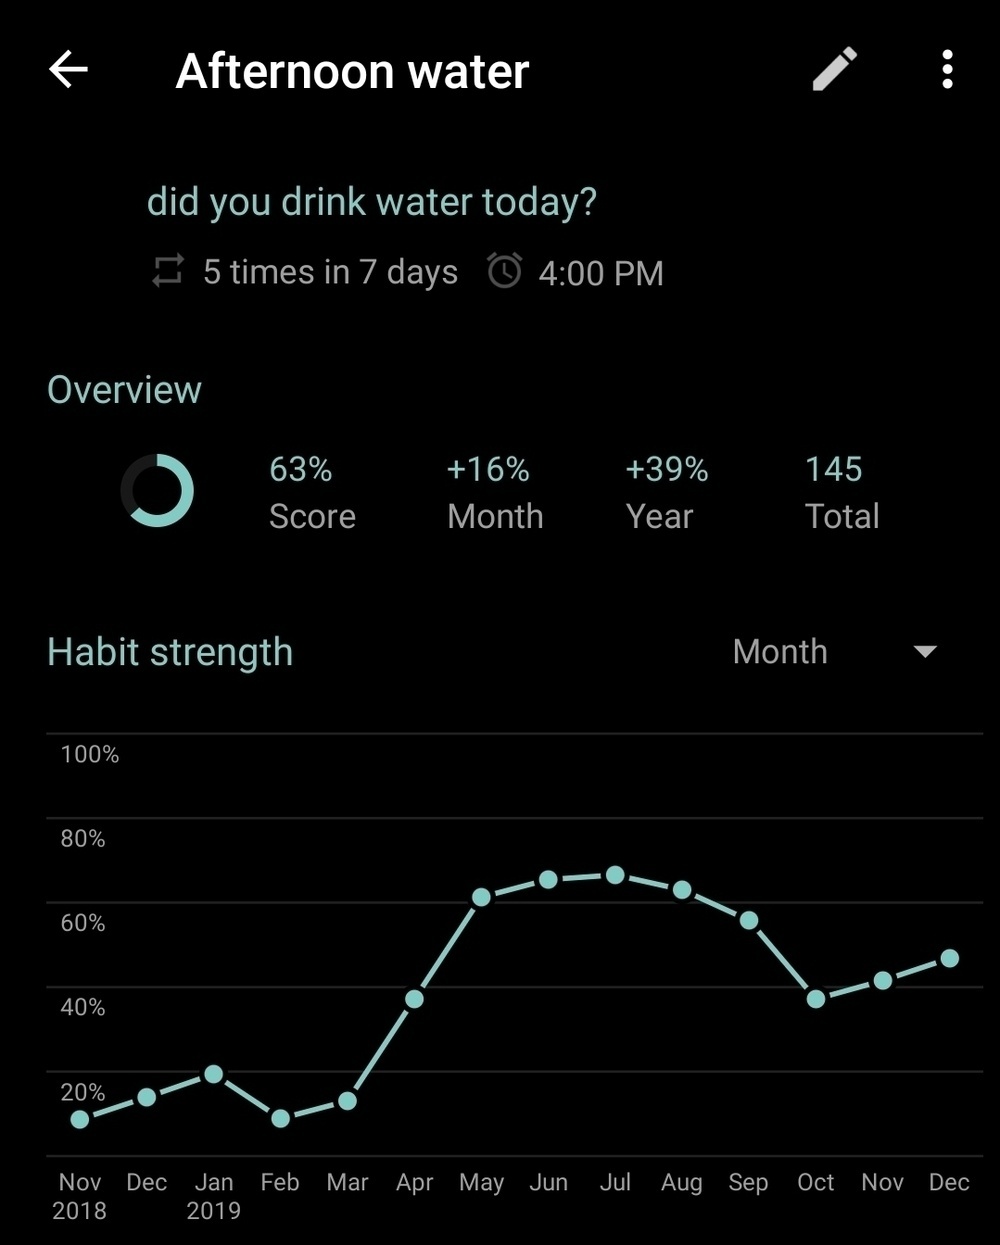 Afternoon water
did you drink water today?
5 times in 7 days 4:00 PM
Overview
63% +16% +39% 145
Score Month Year Total
Habit strength Month
100%
80%
60%
40%
20%
Nov Dec Jan Feb Mar Apr May Jun Jul Aug Sep Oct Nov Dec
2018 2019